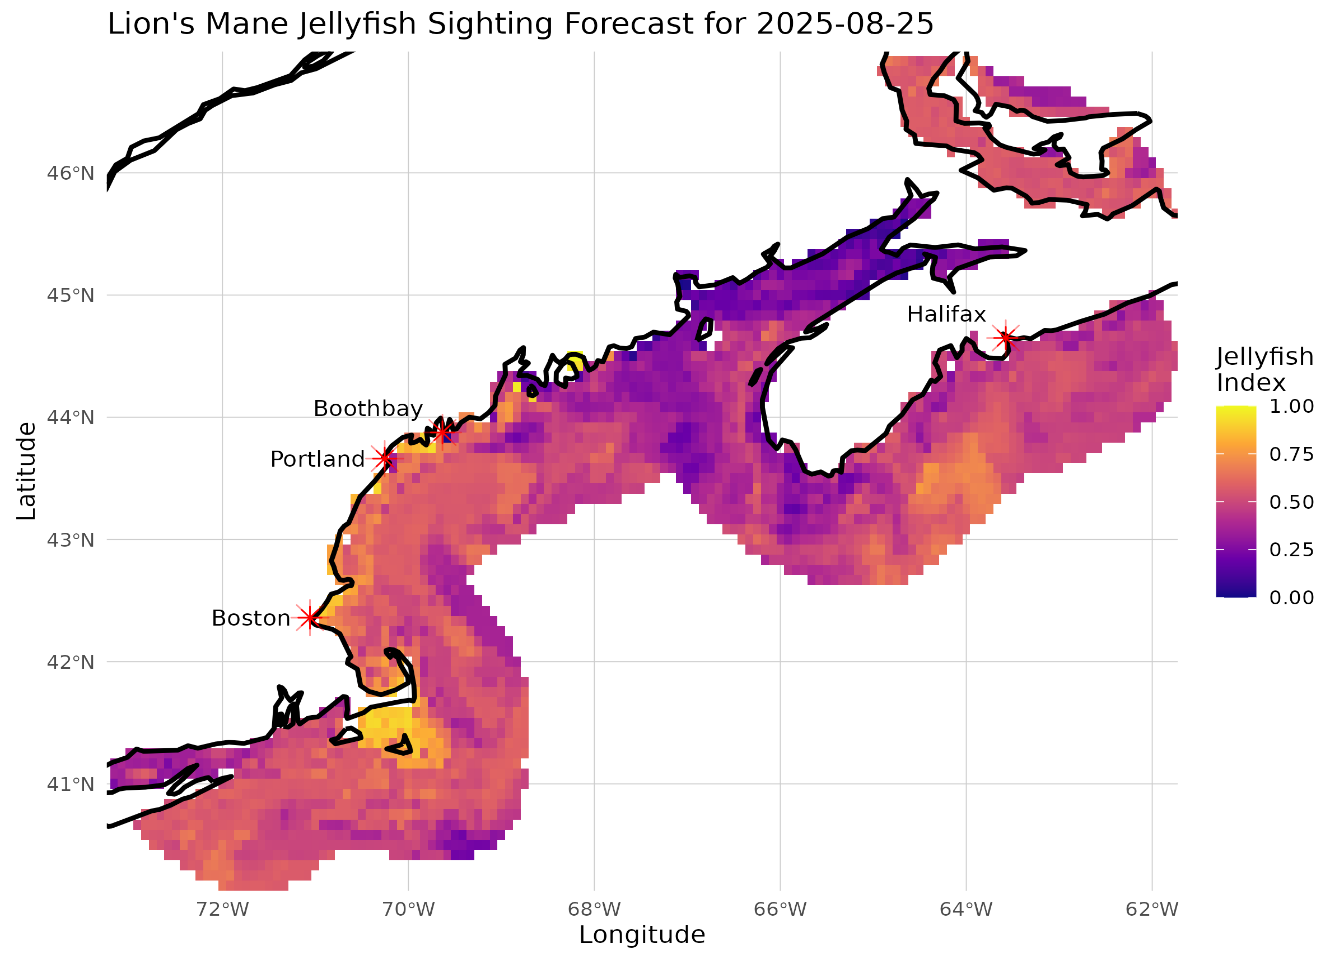 Lion's Mane Jellyfish Sighting Forecast for 2025-08-25
46°N
45°N
44°N
43°N
42°N
41°N
Latitude
Halifax
Boothbay
Portland
Boston
72°W
70°W
68°W
66°W
64°W
62°W
Longitude
Jellyfish
Index
1.00
0.75
0.50
0.25
0.00